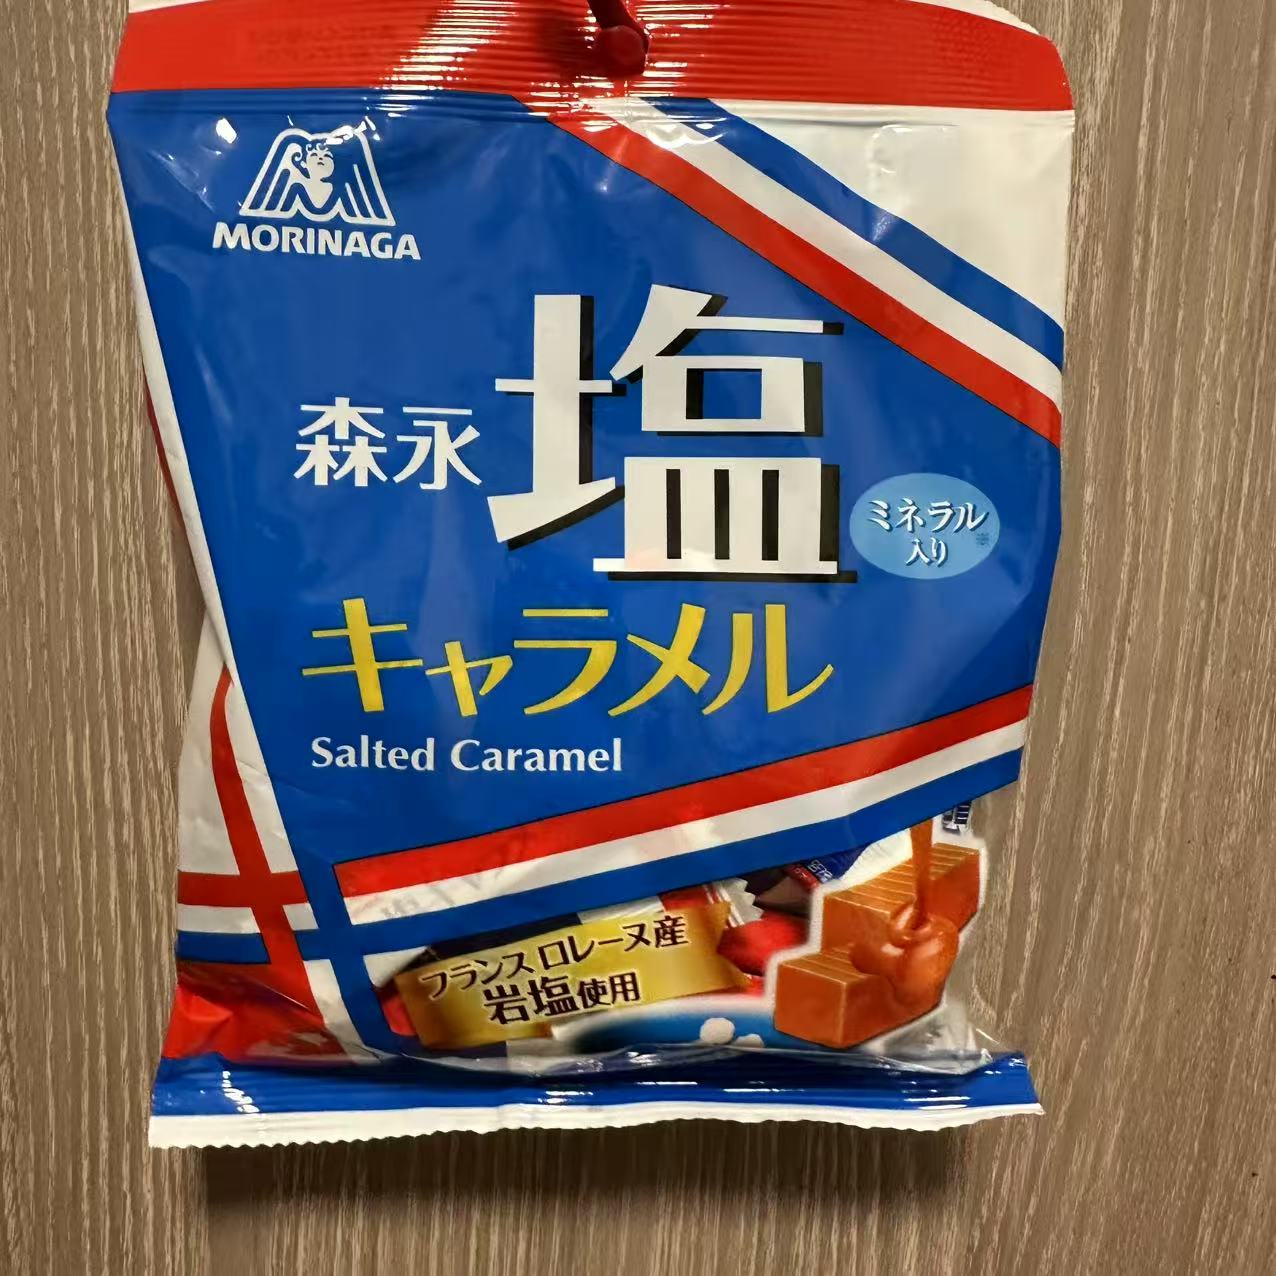 MORINAGA
森永 塩
キャラメル
Salted Caramel
ミネラル
入り
フランス ロレーヌ産
岩塩使用